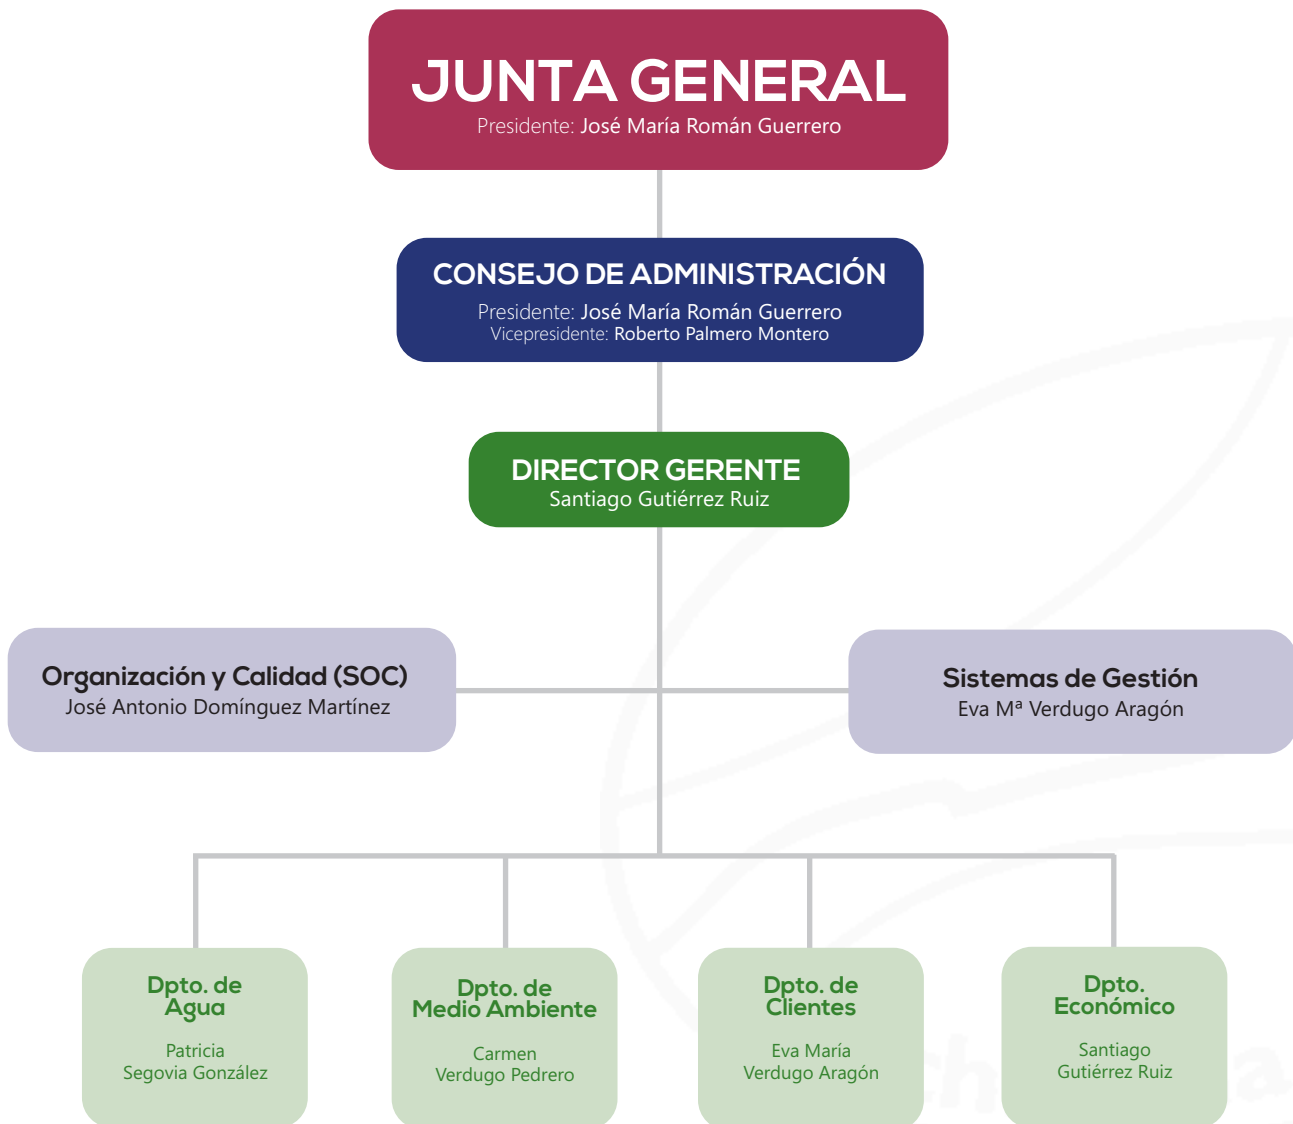 JUNTA GENERAL
Presidente: José María Román Guerrero
CONSEJO DE ADMINISTRACIÓN
Presidente: José María Román Guerrero
Vicepresidente: Roberto Palmero Montero
DIRECTOR GERENTE
Santiago Gutiérrez Ruiz
Organización y Calidad (SOC)
José Antonio Domínguez Martínez
Sistemas de Gestión
Eva Mª Verdugo Aragón
Dpto. de
Agua
Patricia
Segovia González
Dpto. de
Medio Ambiente
Carmen
Verdugo Pedrero
Dpto. de
Clientes
Eva María
Verdugo Aragón
Dpto.
Económico
Santiago
Gutiérrez Ruiz